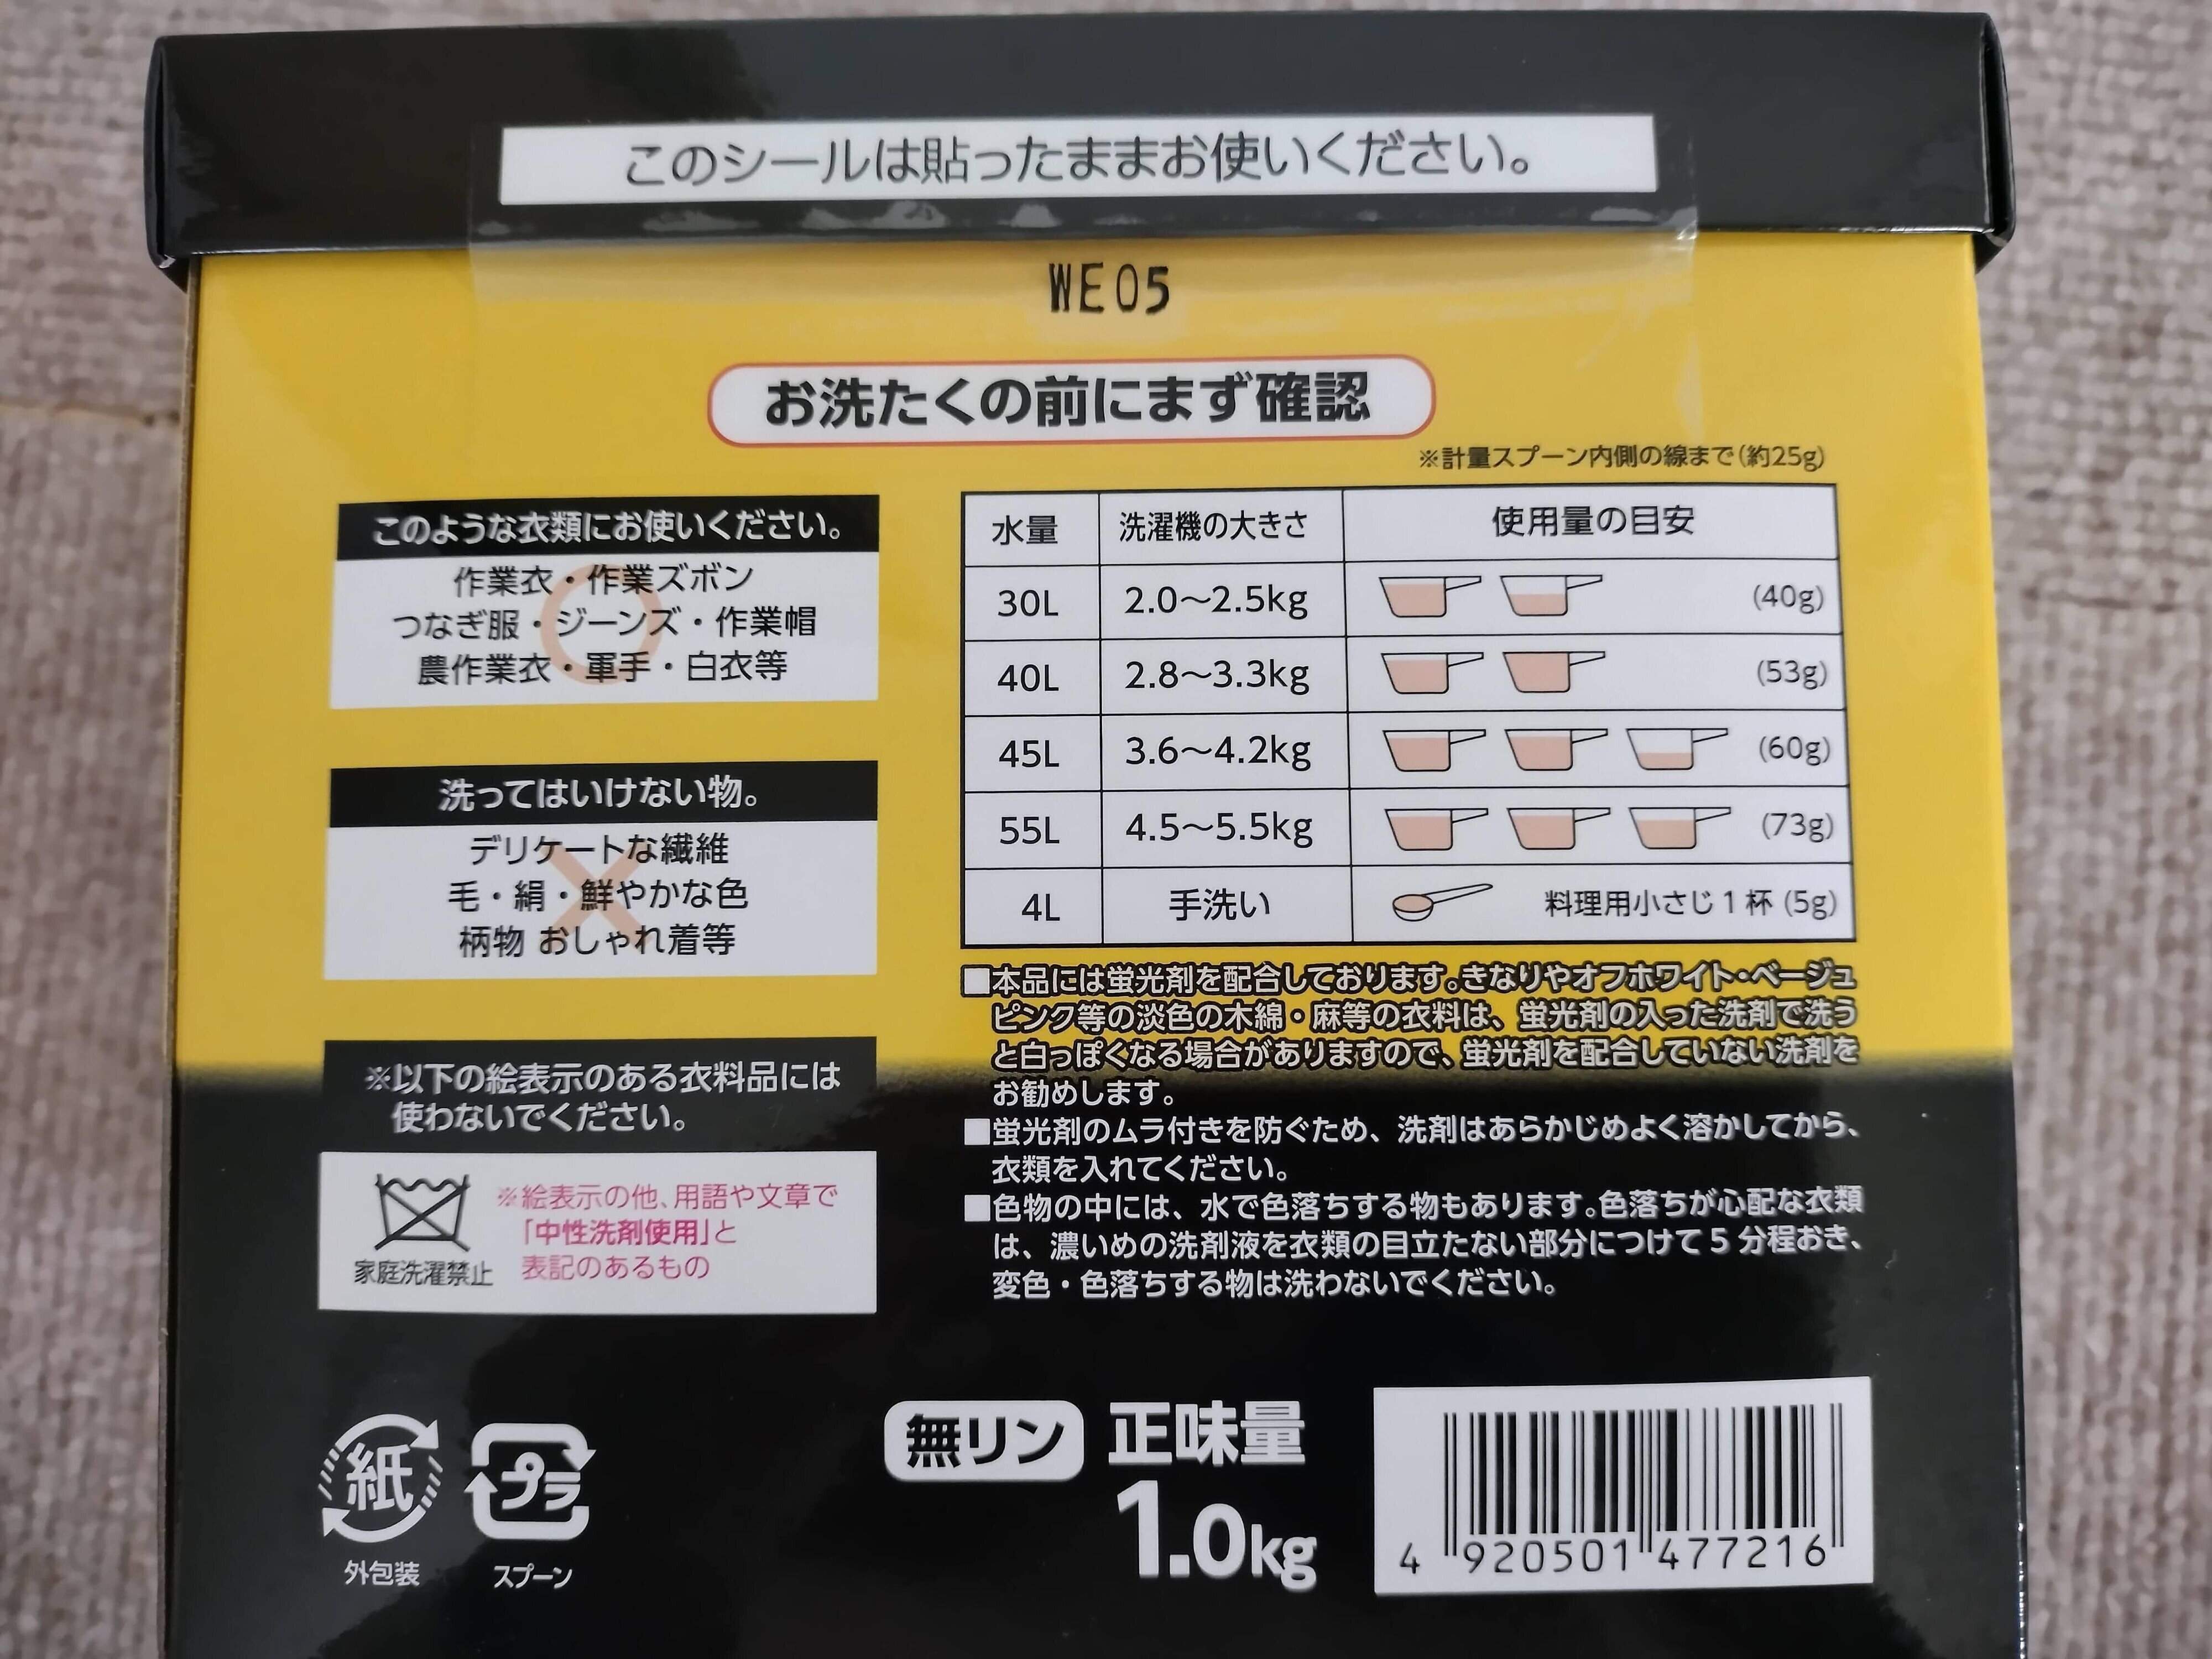 このシールは貼ったままお使いください。
WE05
お洗たくの前にまず確認
※計量スプーン内側の線まで(約25g)
このような衣類にお使いください。
作業衣・作業ズボン
つなぎ服・ジーンズ・作業帽
農作業衣・軍手・白衣等
洗ってはいけない物。
デリケートな繊維
毛・絹・鮮やかな色
柄物 おしゃれ着等
※以下の絵表示のある衣料品には
使わないでください。
家庭洗濯禁止
※絵表示の他、用語や文章で
「中性洗剤使用」と
表記のあるもの
水量 洗濯機の大きさ 使用量の目安
30L 2.0〜2.5kg (40g)
40L 2.8〜3.3kg (53g)
45L 3.6〜4.2kg (60g)
55L 4.5〜5.5kg (73g)
4L 手洗い 料理用小さじ1杯 (5g)
■本品には蛍光剤を配合しております。きなりやオフホワイト・ベージュ
ピンク等の淡色の木綿・麻等の衣料は、蛍光剤の入った洗剤で洗う
と白っぽくなる場合がありますので、蛍光剤を配合していない洗剤を
お勧めします。
■蛍光剤のムラ付きを防ぐため、洗剤はあらかじめよく溶かしてから、
衣類を入れてください。
■色物の中には、水で色落ちする物もあります。色落ちが心配な衣類
は、濃いめの洗剤液を衣類の目立たない部分につけて5分程おき、
変色・色落ちする物は洗わないでください。
紙
外包装
プラ
スプーン
無リン
正味量
1.0kg
4 920501 477216